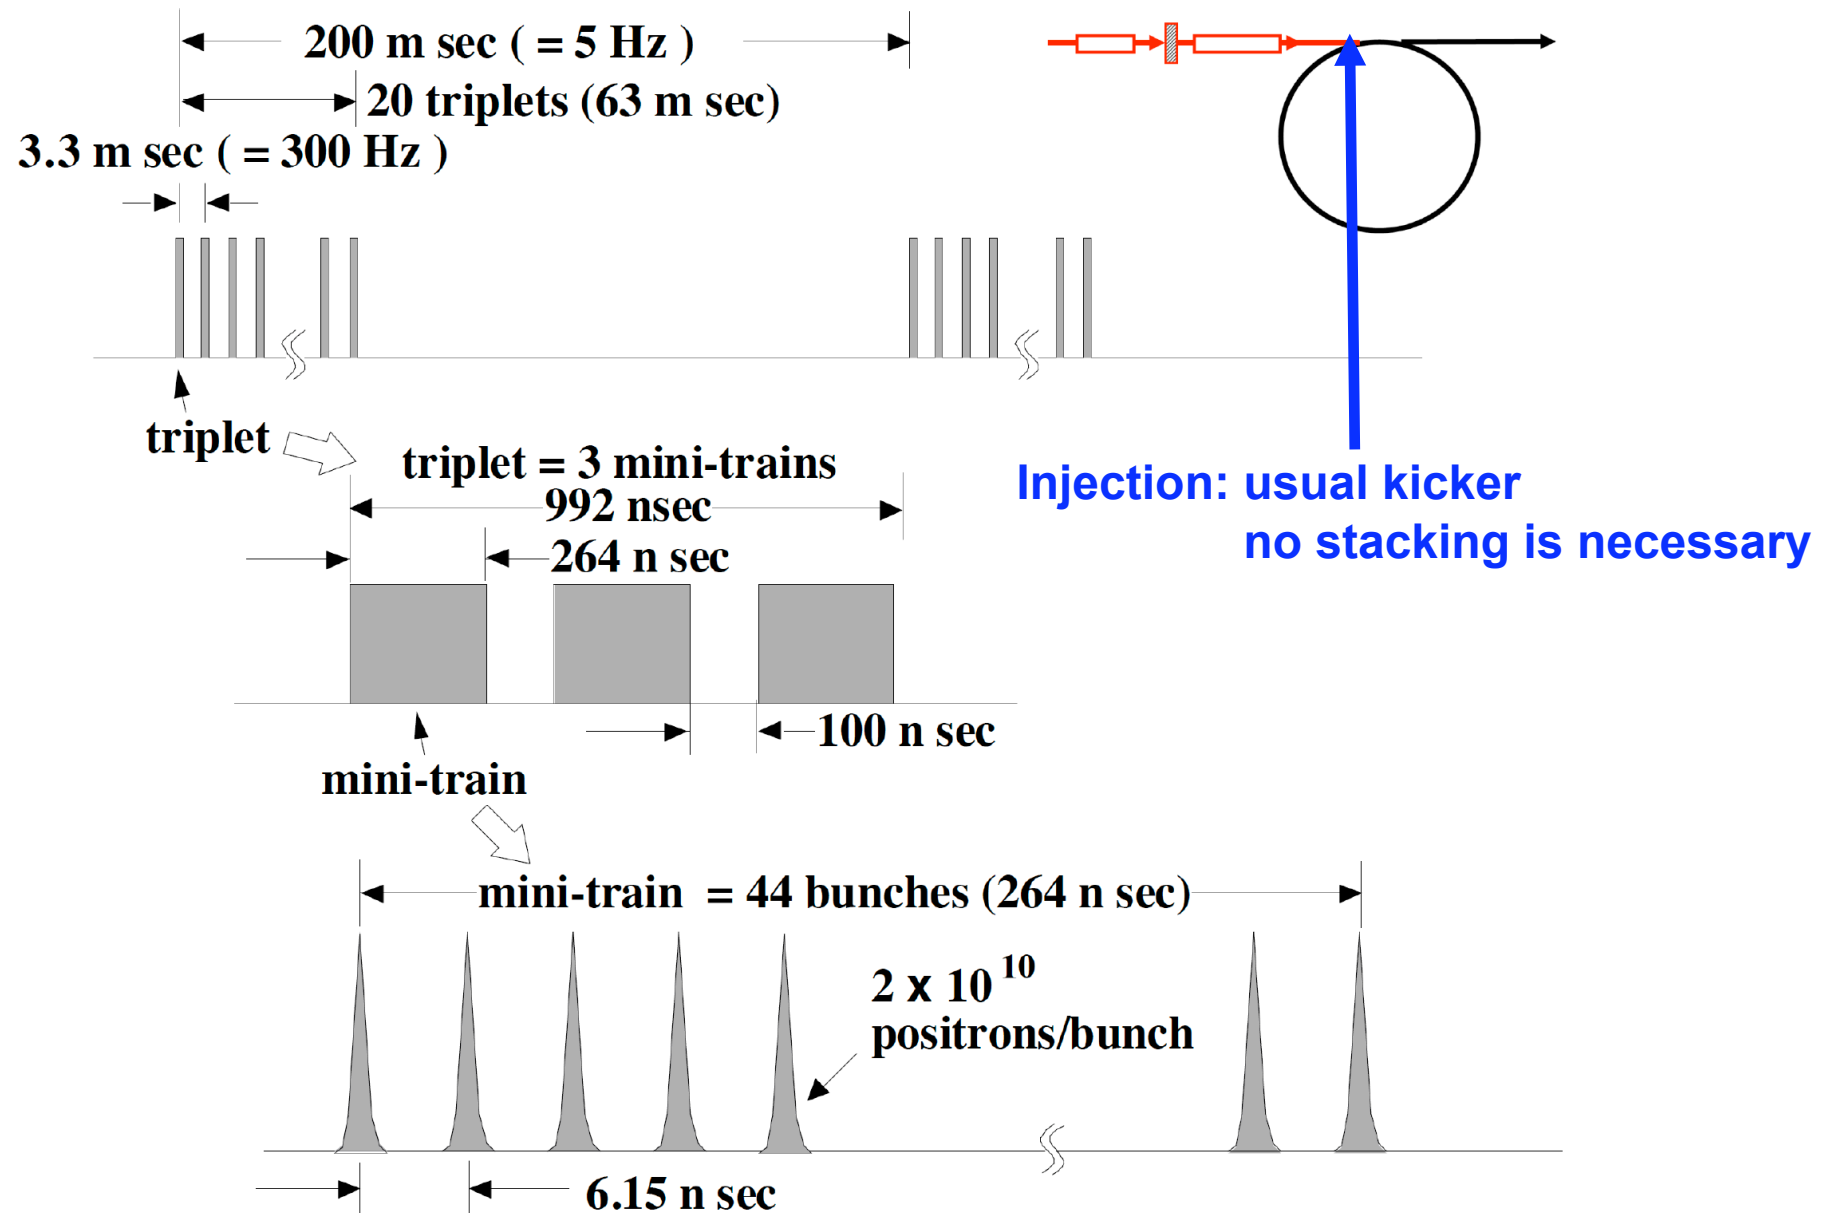 200 m sec ( = 5 Hz )
20 triplets (63 m sec)
3.3 m sec ( = 300 Hz )
triplet
triplet = 3 mini-trains
992 nsec
264 n sec
100 n sec
mini-train
Injection: usual kicker
no stacking is necessary
mini-train = 44 bunches (264 n sec)
2 x 10^10
positrons/bunch
6.15 n sec